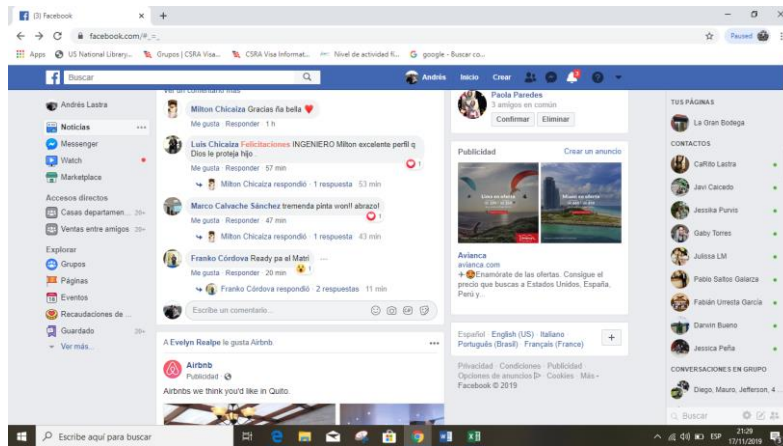 (3) Facebook
facebook.com/#_=_
Paused
Apps
US National Library...
Grupos | CSRA Visa...
CSRA Visa Informat...
Nivel de actividad fí...
google - Buscar co...
Buscar
Andrés
Inicio
Crear
Andrés Lastra
Noticias
Messenger
Watch
Marketplace
Accesos directos
Casas departamen... 20+
Ventas entre amigos 20+
Explorar
Grupos
Páginas
Eventos
Recaudaciones de ...
Guardado 20+
Ver más...
Ver un comentario más
Milton Chicaiza Gracias ña bella
Me gusta · Responder · 1 h
Luis Chicaiza Felicitaciones INGENIERO Milton excelente perfil q
Dios le proteja hijo..
1
Me gusta · Responder · 57 min
Milton Chicaiza respondió · 1 respuesta 53 min
Marco Calvache Sánchez tremenda pinta won!! abrazo!
1
Me gusta · Responder · 47 min
Milton Chicaiza respondió · 1 respuesta 43 min
Franko Córdova Ready pa el Matri
1
Me gusta · Responder · 20 min
Franko Córdova respondió · 2 respuestas 11 min
Escribe un comentario...
A Evelyn Realpe le gusta Airbnb.
Airbnb
Publicidad
Airbnbs we think you'd like in Quito.
Paola Paredes
3 amigos en común
Confirmar
Eliminar
Publicidad
Crear un anuncio
Avianca
avianca.com
Enamórate de las ofertas. Consigue el
precio que buscas a Estados Unidos, España,
Perú y...
Español · English (US) · Italiano ·
Português (Brasil) · Français (France)
Privacidad · Condiciones · Publicidad ·
Opciones de anuncios · Cookies · Más
Facebook © 2019
TUS PÁGINAS
La Gran Bodega
CONTACTOS
CaRito Lastra
Javi Caicedo
Jessika Purvis
Gaby Torres
Julissa LM
Pablo Saltos Galarza
Fabián Urresta García
Darwin Bueno
Jessica Peña
CONVERSACIONES EN GRUPO
Diego, Mauro, Jefferson, 4...
Buscar
Escribe aquí para buscar
ESP
21:29
17/11/2019